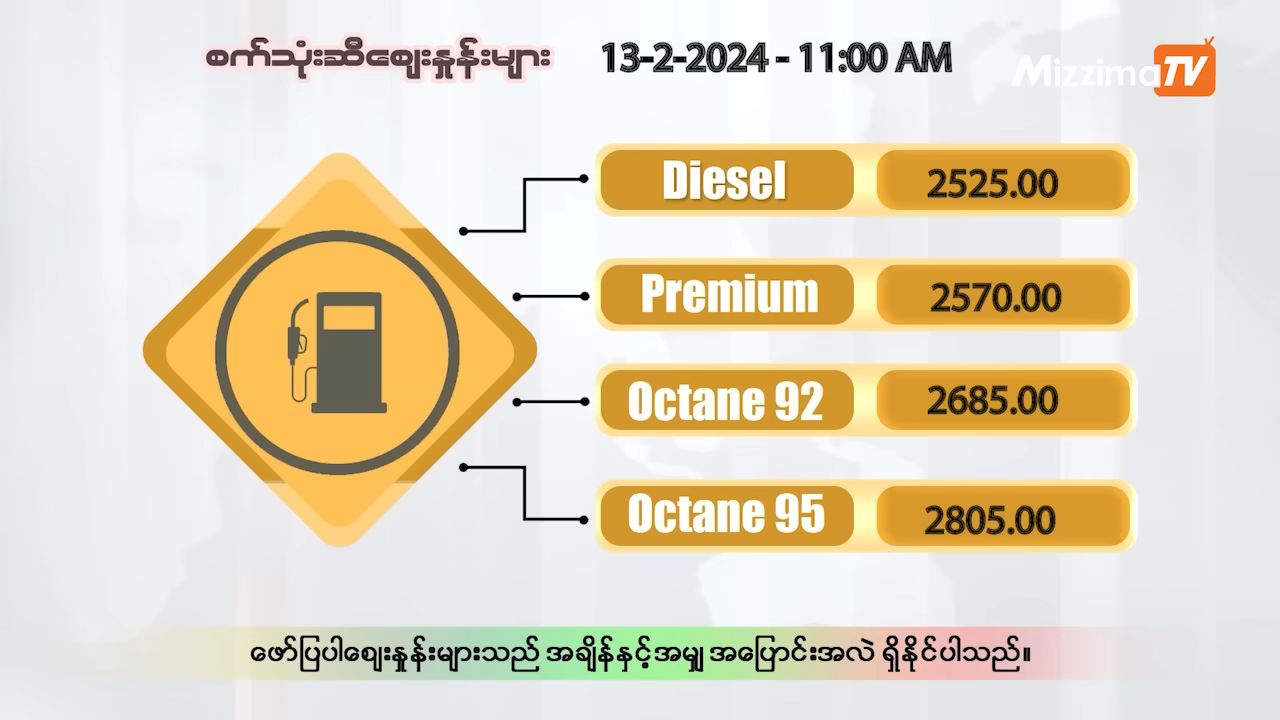 စက်သုံးဆီဈေးနှုန်းများ 13-2-2024 - 11:00 AM
MizzimaTV
Diesel 2525.00
Premium 2570.00
Octane 92 2685.00
Octane 95 2805.00
ဖော်ပြပါဈေးနှုန်းများသည် အချိန်နှင့်အမျှ အပြောင်းအလဲ ရှိနိုင်ပါသည်။